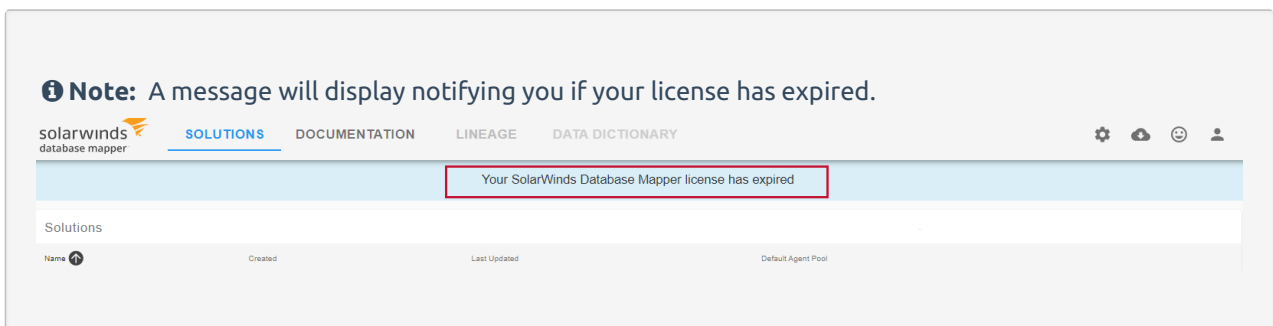 Note: A message will display notifying you if your license has expired.
solarwinds
database mapper
SOLUTIONS DOCUMENTATION LINEAGE DATA DICTIONARY
Your SolarWinds Database Mapper license has expired
Solutions
Name Created Last Updated Default Agent Pool